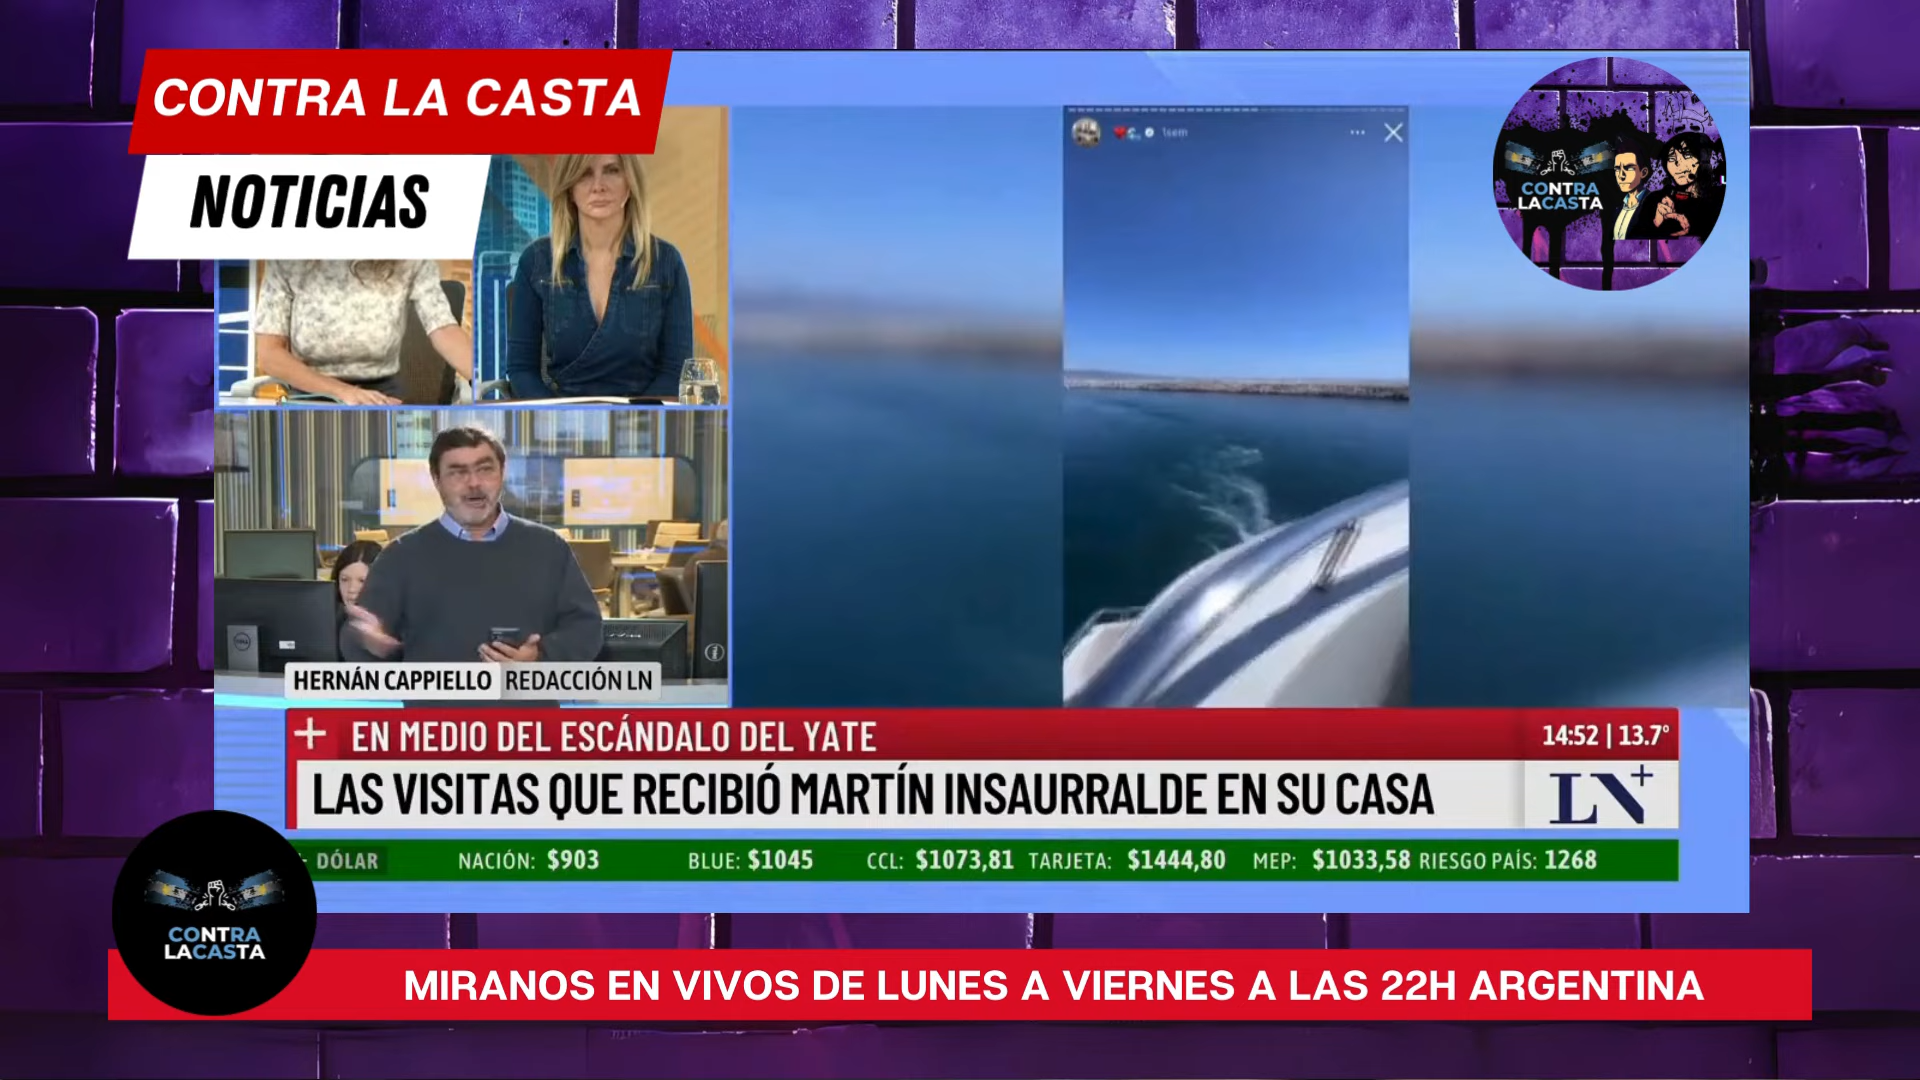 CONTRA LA CASTA
NOTICIAS
1sem
CONTRA
LACASTA
HERNÁN CAPPIELLO REDACCIÓN LN
+ EN MEDIO DEL ESCÁNDALO DEL YATE
14:52 | 13.7°
LAS VISITAS QUE RECIBIÓ MARTÍN INSAURRALDE EN SU CASA
LN+
DÓLAR NACIÓN: $903 BLUE: $1045 CCL: $1073,81 TARJETA: $1444,80 MEP: $1033,58 RIESGO PAÍS: 1268
CONTRA
LACASTA
MIRANOS EN VIVOS DE LUNES A VIERNES A LAS 22H ARGENTINA